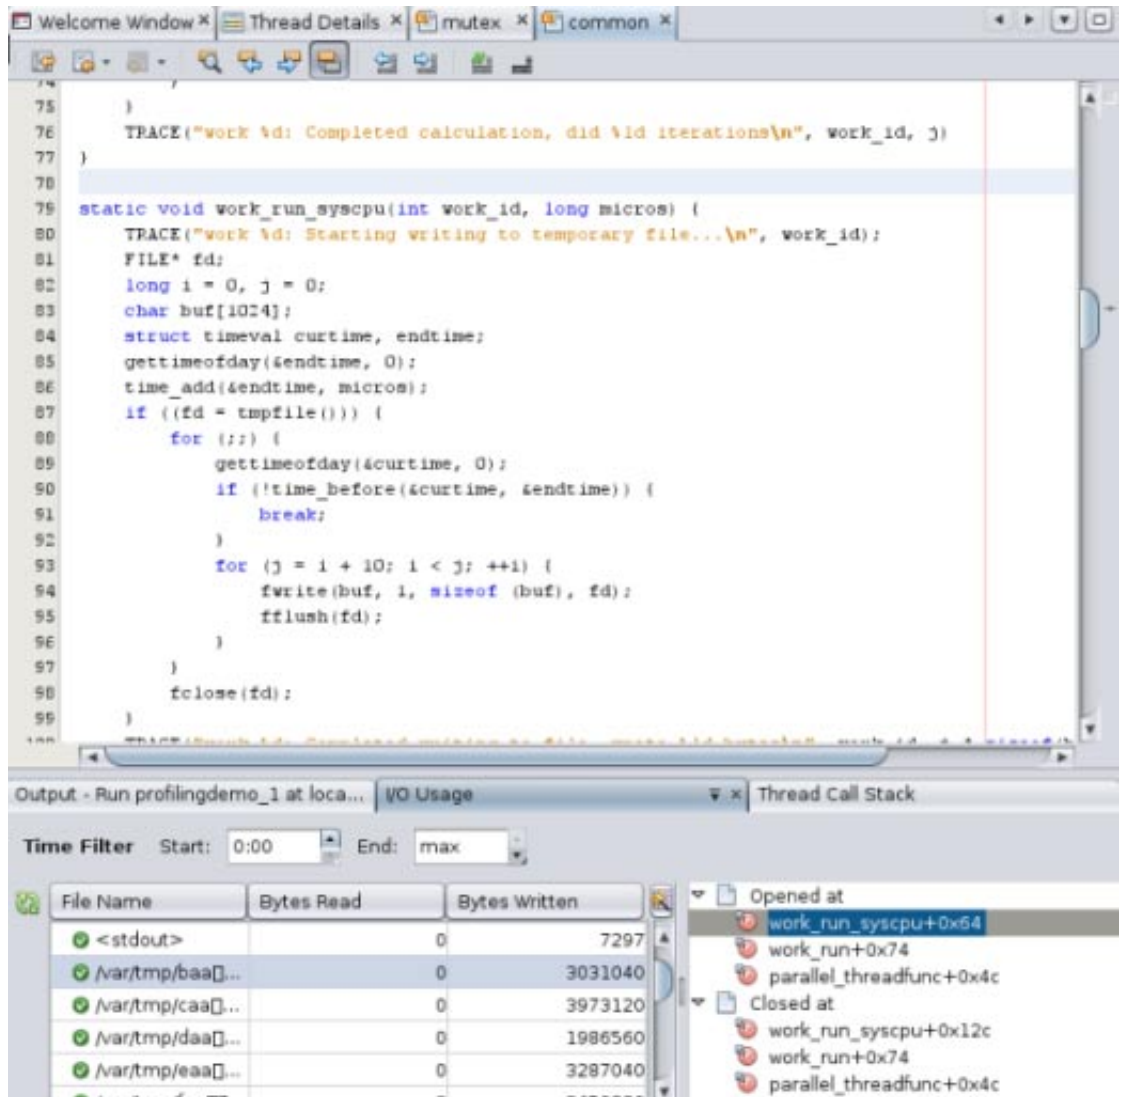 Welcome Window Thread Details mutex common
75 }
76 TRACE("work %d: Completed calculation, did %ld iterations\n", work_id, j)
77 }
78
79 static void work_run_syscpu(int work_id, long micros) {
80 TRACE("work %d: Starting writing to temporary file...\n", work_id);
81 FILE* fd;
82 long i = 0, j = 0;
83 char buf[1024];
84 struct timeval curtime, endtime;
85 gettimeofday(&endtime, 0);
86 time_add(&endtime, micros);
87 if ((fd = tmpfile())) {
88 for (;;) {
89 gettimeofday(&curtime, 0);
90 if (!time_before(&curtime, &endtime)) {
91 break;
92 }
93 for (j = i + 10; i < j; ++i) {
94 fwrite(buf, 1, sizeof (buf), fd);
95 fflush(fd);
96 }
97 }
98 fclose(fd);
99 }
Output - Run profilingdemo_1 at loca... I/O Usage Thread Call Stack
Time Filter Start: 0:00 End: max
File Name Bytes Read Bytes Written
<stdout> 0 7297
/var/tmp/baa▯... 0 3031040
/var/tmp/caa▯... 0 3973120
/var/tmp/daa▯... 0 1986560
/var/tmp/eaa▯... 0 3287040
Opened at
work_run_syscpu+0x64
work_run+0x74
parallel_threadfunc+0x4c
Closed at
work_run_syscpu+0x12c
work_run+0x74
parallel_threadfunc+0x4c